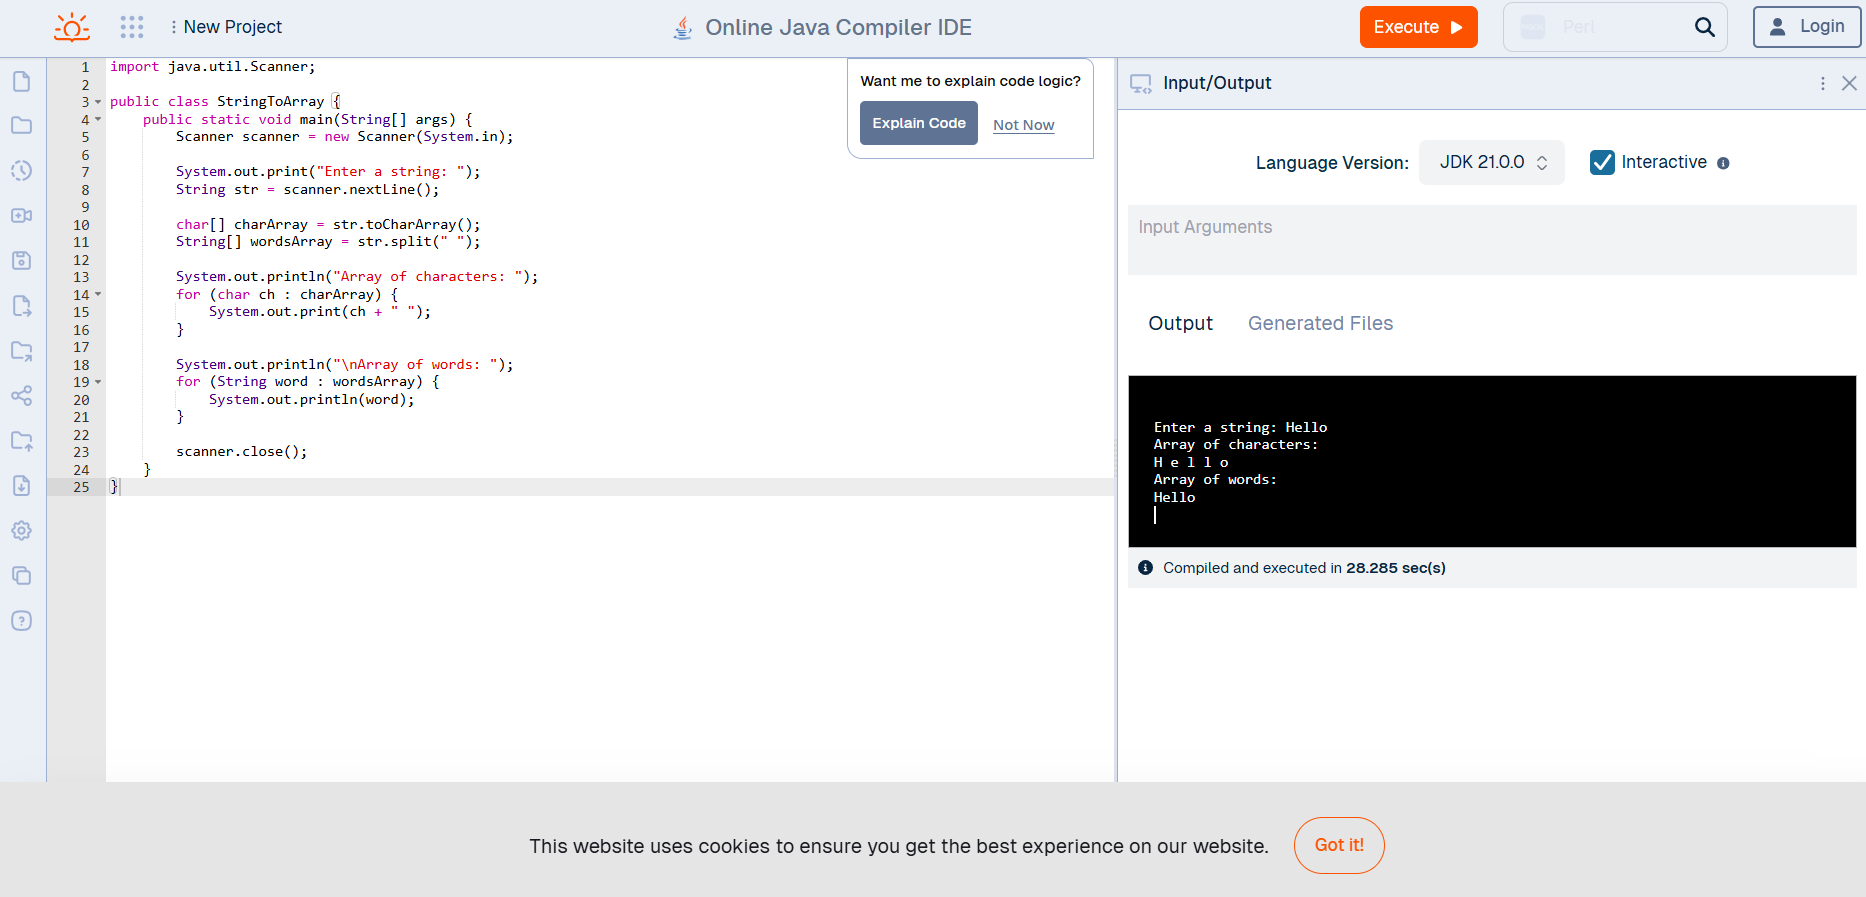 New Project
Online Java Compiler IDE
Execute
Perl
Login
1 import java.util.Scanner;
2
3 public class StringToArray {
4     public static void main(String[] args) {
5         Scanner scanner = new Scanner(System.in);
6
7         System.out.print("Enter a string: ");
8         String str = scanner.nextLine();
9
10         char[] charArray = str.toCharArray();
11         String[] wordsArray = str.split(" ");
12
13         System.out.println("Array of characters: ");
14         for (char ch : charArray) {
15             System.out.print(ch + " ");
16         }
17
18         System.out.println("\nArray of words: ");
19         for (String word : wordsArray) {
20             System.out.println(word);
21         }
22
23         scanner.close();
24     }
25 }
Want me to explain code logic?
Explain Code Not Now
Input/Output
Language Version: JDK 21.0.0 Interactive
Input Arguments
Output Generated Files
Enter a string: Hello
Array of characters:
H e l l o
Array of words:
Hello
Compiled and executed in 28.285 sec(s)
This website uses cookies to ensure you get the best experience on our website. Got it!